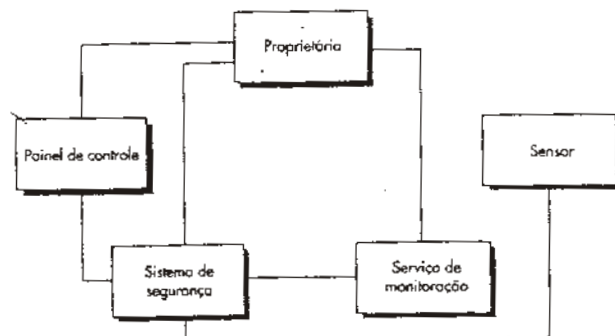 Proprietária
Painel de controle
Sensor
Sistema de
segurança
Serviço de
monitoração